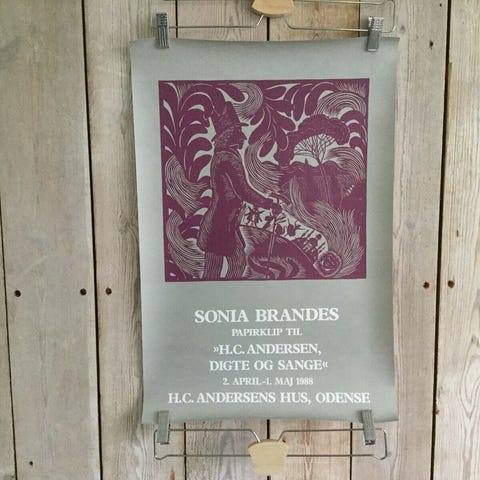 SONIA BRANDES
PAPIRKLIP TIL
»H.C. ANDERSEN,
DIGTE OG SANGE«
2. APRIL-1. MAJ 1988
H.C. ANDERSENS HUS, ODENSE